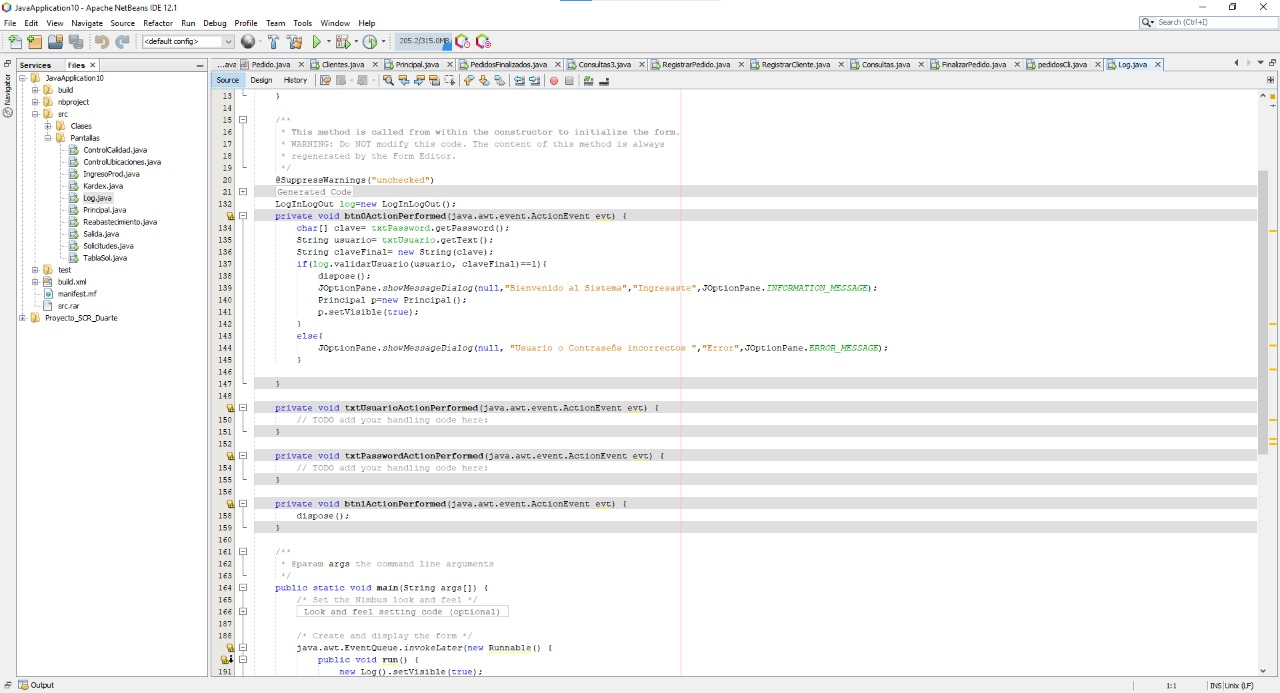 JavaApplication10 - Apache NetBeans IDE 12.1
File Edit View Navigate Source Refactor Run Debug Profile Team Tools Window Help
Search (Ctrl+I)
<default config>
205.2/315.0MB
Services Files
...ava Pedido.java Clientes.java Principal.java PedidosFinalizados.java Consultas3.java RegistrarPedido.java RegistrarCliente.java Consultas.java FinalizarPedido.java pedidosCli.java Log.java
Navigator
Source Design History
JavaApplication10
build
nbproject
src
Clases
Pantallas
ControlCalidad.java
ControlUbicaciones.java
IngresoProd.java
Kardex.java
Log.java
Principal.java
Reabastecimiento.java
Salida.java
Solicitudes.java
TablaSol.java
test
build.xml
manifest.mf
src.rar
Proyecto_SCR_Duarte
13 }
14
15 /**
16 * This method is called from within the constructor to initialize the form.
17 * WARNING: Do NOT modify this code. The content of this method is always
18 * regenerated by the Form Editor.
19 */
20 @SuppressWarnings("unchecked")
21 Generated Code
132 LogInLogOut log=new LogInLogOut();
private void btn0ActionPerformed(java.awt.event.ActionEvent evt) {
134 char[] clave= txtPassword.getPassword();
135 String usuario= txtUsuario.getText();
136 String claveFinal= new String(clave);
137 if(log.validarUsuario(usuario, claveFinal)==1){
138 dispose();
139 JOptionPane.showMessageDialog(null,"Bienvenido al Sistema","Ingresaste",JOptionPane.INFORMATION_MESSAGE);
140 Principal p=new Principal();
141 p.setVisible(true);
142 }
143 else{
144 JOptionPane.showMessageDialog(null, "Usuario o Contraseña incorrectos ","Error",JOptionPane.ERROR_MESSAGE);
145 }
146
147 }
148
private void txtUsuarioActionPerformed(java.awt.event.ActionEvent evt) {
150 // TODO add your handling code here:
151 }
152
private void txtPasswordActionPerformed(java.awt.event.ActionEvent evt) {
154 // TODO add your handling code here:
155 }
156
private void btn1ActionPerformed(java.awt.event.ActionEvent evt) {
158 dispose();
159 }
160
161 /**
162 * @param args the command line arguments
163 */
164 public static void main(String args[]) {
165 /* Set the Nimbus look and feel */
166 Look and feel setting code (optional)
187
188 /* Create and display the form */
java.awt.EventQueue.invokeLater(new Runnable() {
public void run() {
191 new Log().setVisible(true);
Output
1:1 INS Unix (LF)